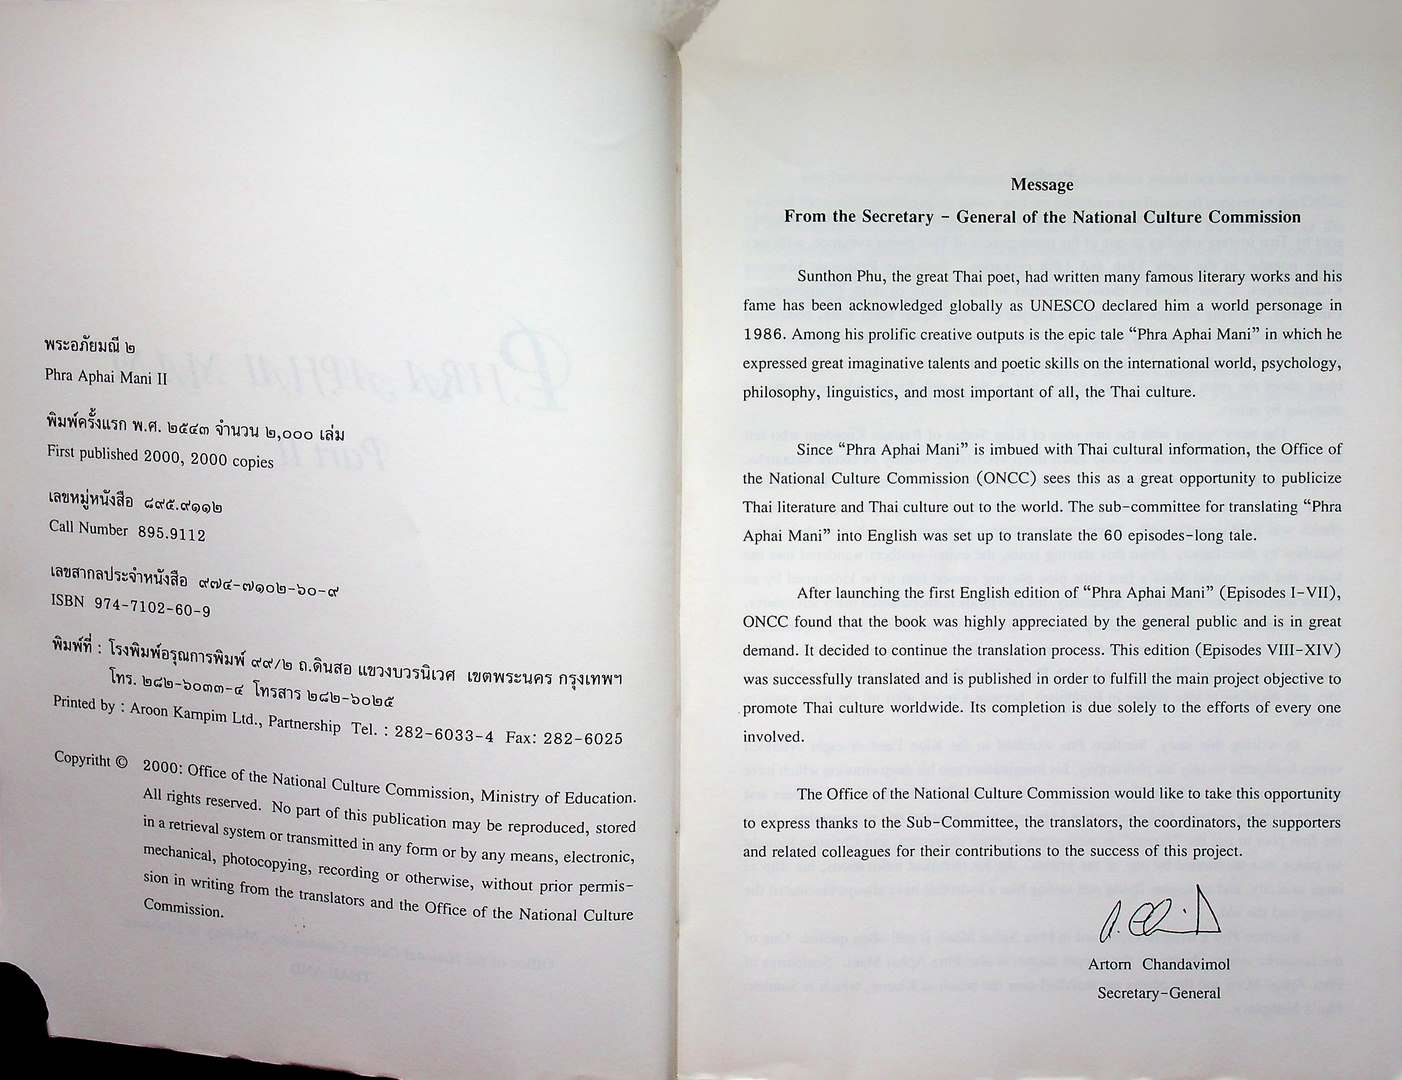 พระอภัยมณี ๒
Phra Aphai Mani II
พิมพ์ครั้งแรก พ.ศ. ๒๕๔๓ จำนวน ๒,๐๐๐ เล่ม
First published 2000, 2000 copies
เลขหมู่หนังสือ ๘๙๕.๙๑๑๒
Call Number 895.9112
เลขสากลประจำหนังสือ ๙๗๔-๗๑๐๒-๖๐-๙
ISBN 974-7102-60-9
พิมพ์ที่ : โรงพิมพ์อรุณการพิมพ์ ๙๙/๒ ถ.ดินสอ แขวงบวรนิเวศ เขตพระนคร กรุงเทพฯ
โทร. ๒๘๒-๖๐๓๓-๔ โทรสาร ๒๘๒-๖๐๒๕
Printed by : Aroon Kampim Ltd., Partnership Tel. : 282-6033-4 Fax: 282-6025
Copyritht © 2000: Office of the National Culture Commission, Ministry of Education.
All rights reserved. No part of this publication may be reproduced, stored
in a retrieval system or transmitted in any form or by any means, electronic,
mechanical, photocopying, recording or otherwise, without prior permis-
sion in writing from the translators and the Office of the National Culture
Commission.
Message
From the Secretary - General of the National Culture Commission
Sunthon Phu, the great Thai poet, had written many famous literary works and his
fame has been acknowledged globally as UNESCO declared him a world personage in
1986. Among his prolific creative outputs is the epic tale “Phra Aphai Mani” in which he
expressed great imaginative talents and poetic skills on the international world, psychology,
philosophy, linguistics, and most important of all, the Thai culture.
Since “Phra Aphai Mani” is imbued with Thai cultural information, the Office of
the National Culture Commission (ONCC) sees this as a great opportunity to publicize
Thai literature and Thai culture out to the world. The sub-committee for translating “Phra
Aphai Mani” into English was set up to translate the 60 episodes-long tale.
After launching the first English edition of “Phra Aphai Mani” (Episodes I-VII),
ONCC found that the book was highly appreciated by the general public and is in great
demand. It decided to continue the translation process. This edition (Episodes VIII-XIV)
was successfully translated and is published in order to fulfill the main project objective to
promote Thai culture worldwide. Its completion is due solely to the efforts of every one
involved.
The Office of the National Culture Commission would like to take this opportunity
to express thanks to the Sub-Committee, the translators, the coordinators, the supporters
and related colleagues for their contributions to the success of this project.
Artorn Chandavimol
Secretary-General